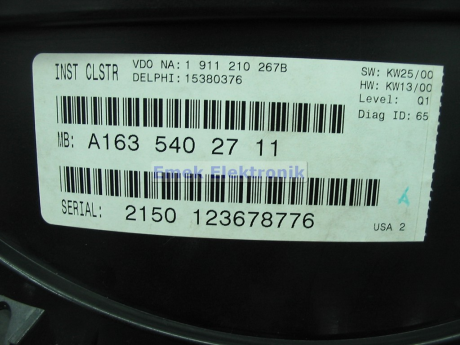 INST CLSTR VDO NA: 1 911 210 267B
DELPHI: 15380376
SW: KW25/00
HW: KW13/00
Level: Q1
Diag ID: 65
MB: A163 540 27 11
Emek Elektronik
SERIAL: 2150 123678776
A
USA 2